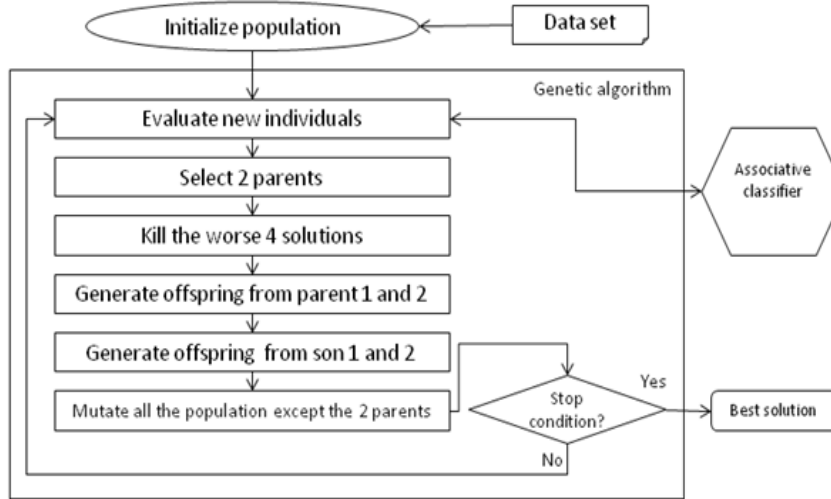 Initialize population
Data set
Genetic algorithm
Evaluate new individuals
Select 2 parents
Associative
classifier
Kill the worse 4 solutions
Generate offspring from parent 1 and 2
Generate offspring from son 1 and 2
Mutate all the population except the 2 parents
Stop
condition?
Yes
Best solution
No